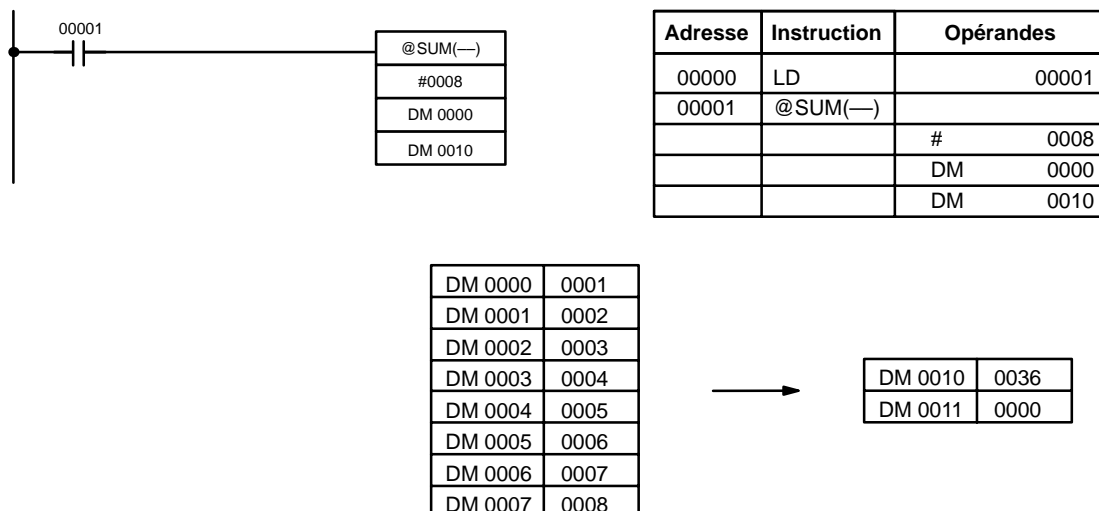 00001
@SUM(—)
#0008
DM 0000
DM 0010
Adresse Instruction Opérandes
00000 LD 00001
00001 @SUM(—)
# 0008
DM 0000
DM 0010
DM 0000 0001
DM 0001 0002
DM 0002 0003
DM 0003 0004
DM 0004 0005
DM 0005 0006
DM 0006 0007
DM 0007 0008
DM 0010 0036
DM 0011 0000